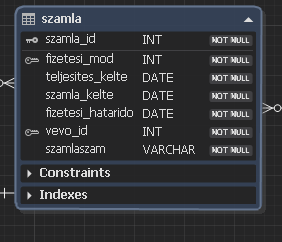 szamla
szamla_id INT NOT NULL
fizetesi_mod INT NOT NULL
teljesites_kelte DATE NOT NULL
szamla_kelte DATE NOT NULL
fizetesi_hatarido DATE NOT NULL
vevo_id INT NOT NULL
szamlaszam VARCHAR NOT NULL
Constraints
Indexes